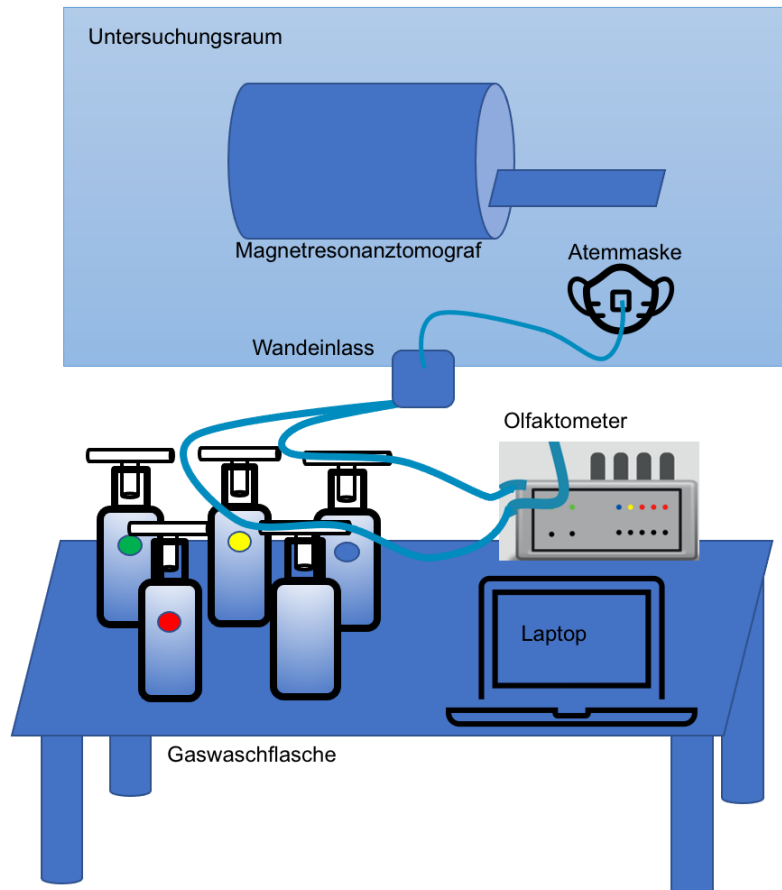 Untersuchungsraum
Magnetresonanztomograf
Atemmaske
Wandeinlass
Olfaktometer
Laptop
Gaswaschflasche